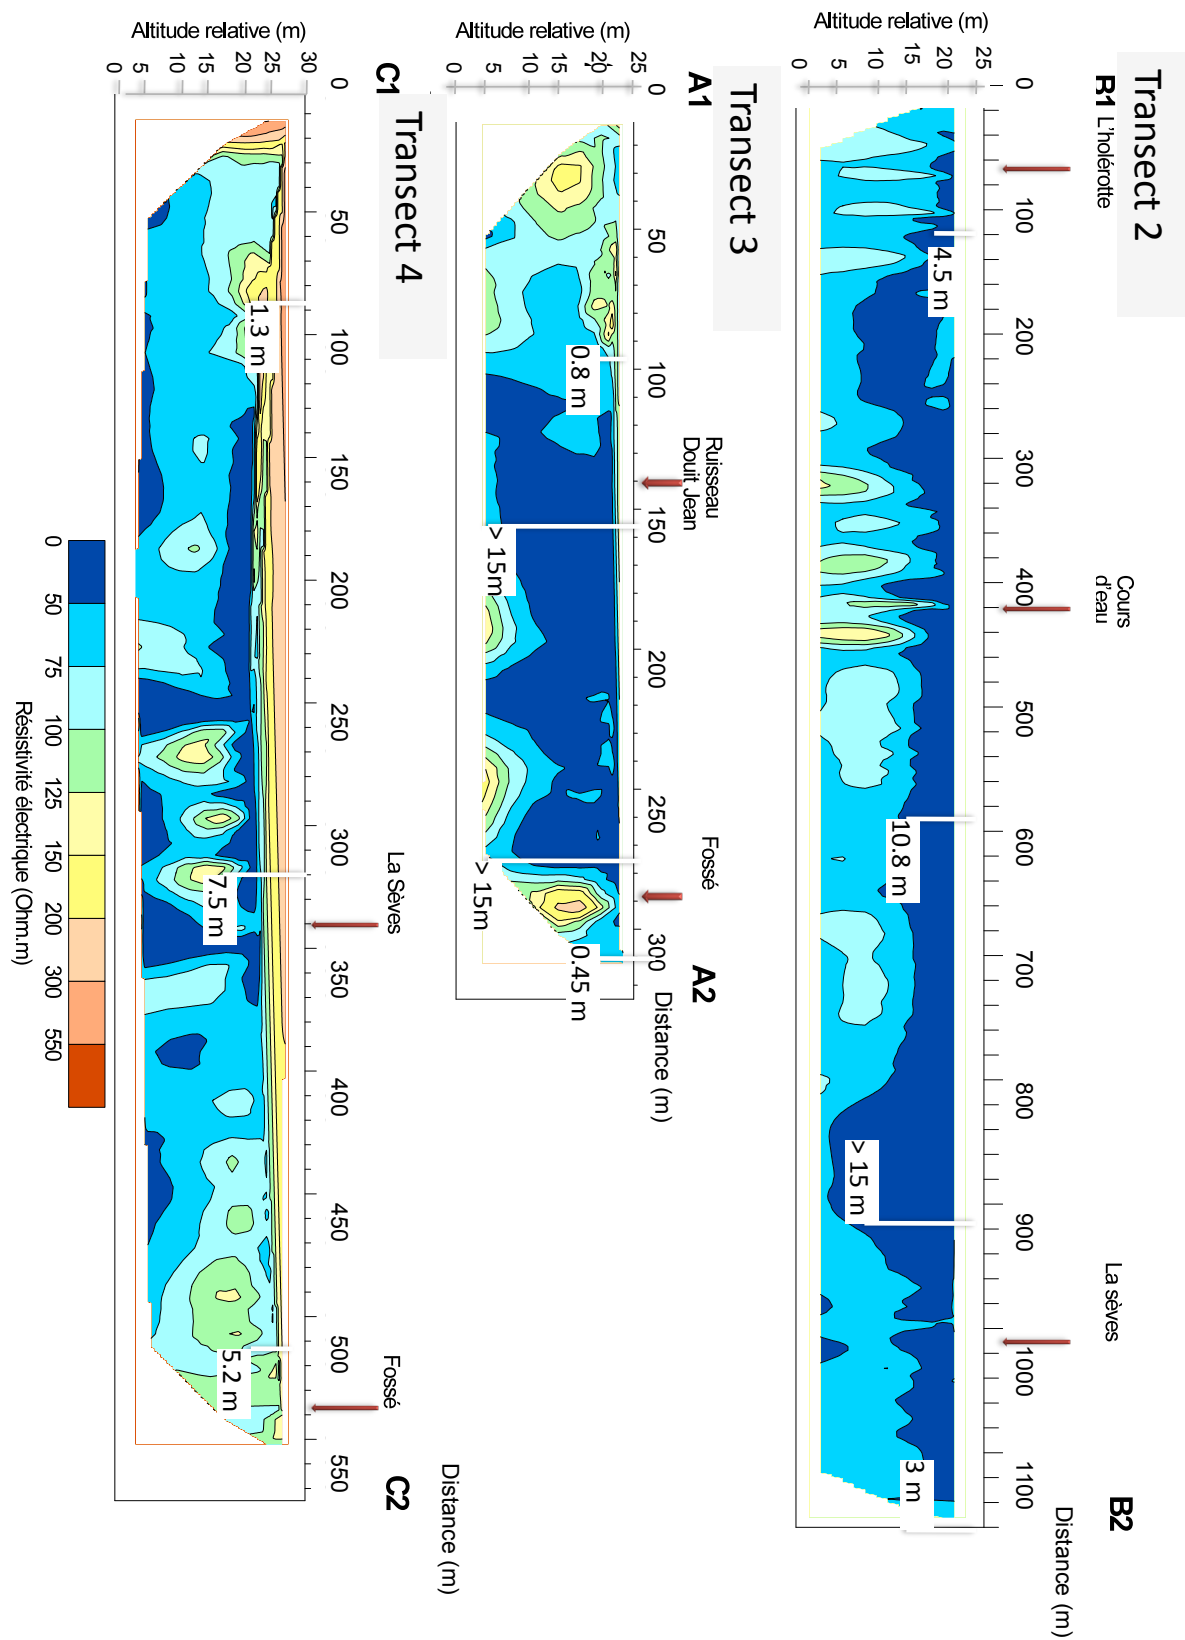 Transect 2
B1 L'holérotte
Cours
d'eau
La sèves
B2
Distance (m)
0 100 200 300 400 500 600 700 800 900 1000 1100
Altitude relative (m)
0 5 10 15 20 25
4.5 m
10.8 m
> 15 m
3 m
Transect 3
A1
Ruisseau
Douit Jean
Fossé
A2
Distance (m)
0 50 100 150 200 250 300
Altitude relative (m)
0 5 10 15 20 25
0.8 m
> 15m
> 15m
0.45 m
Transect 4
C1
La Sèves
Fossé
C2
Distance (m)
0 50 100 150 200 250 300 350 400 450 500 550
Altitude relative (m)
0 5 10 15 20 25 30
1.3 m
7.5 m
5.2 m
0 50 75 100 125 150 200 300 550
Résistivité électrique (Ohm.m)